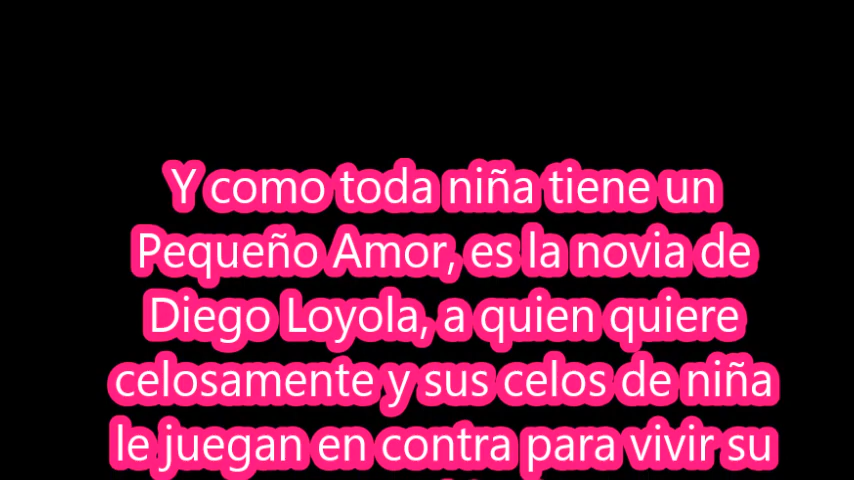 Y como toda niña tiene un
Pequeño Amor, es la novia de
Diego Loyola, a quien quiere
celosamente y sus celos de niña
le juegan en contra para vivir su